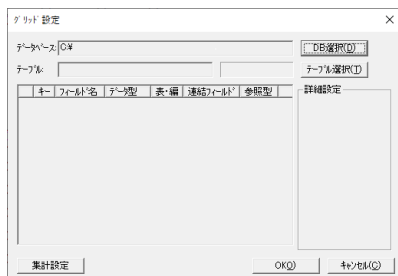 ｸﾞﾘｯﾄﾞ 設定
ﾃﾞｰﾀﾍﾞｰｽ: C:¥ DB選択(D)
ﾃｰﾌﾞﾙ: ﾃｰﾌﾞﾙ選択(T)
キー ﾌｨｰﾙﾄﾞ名 ﾃﾞｰﾀ型 表・編 連結ﾌｨｰﾙﾄﾞ 参照型 詳細設定
集計設定 OK(O) ｷｬﾝｾﾙ(C)